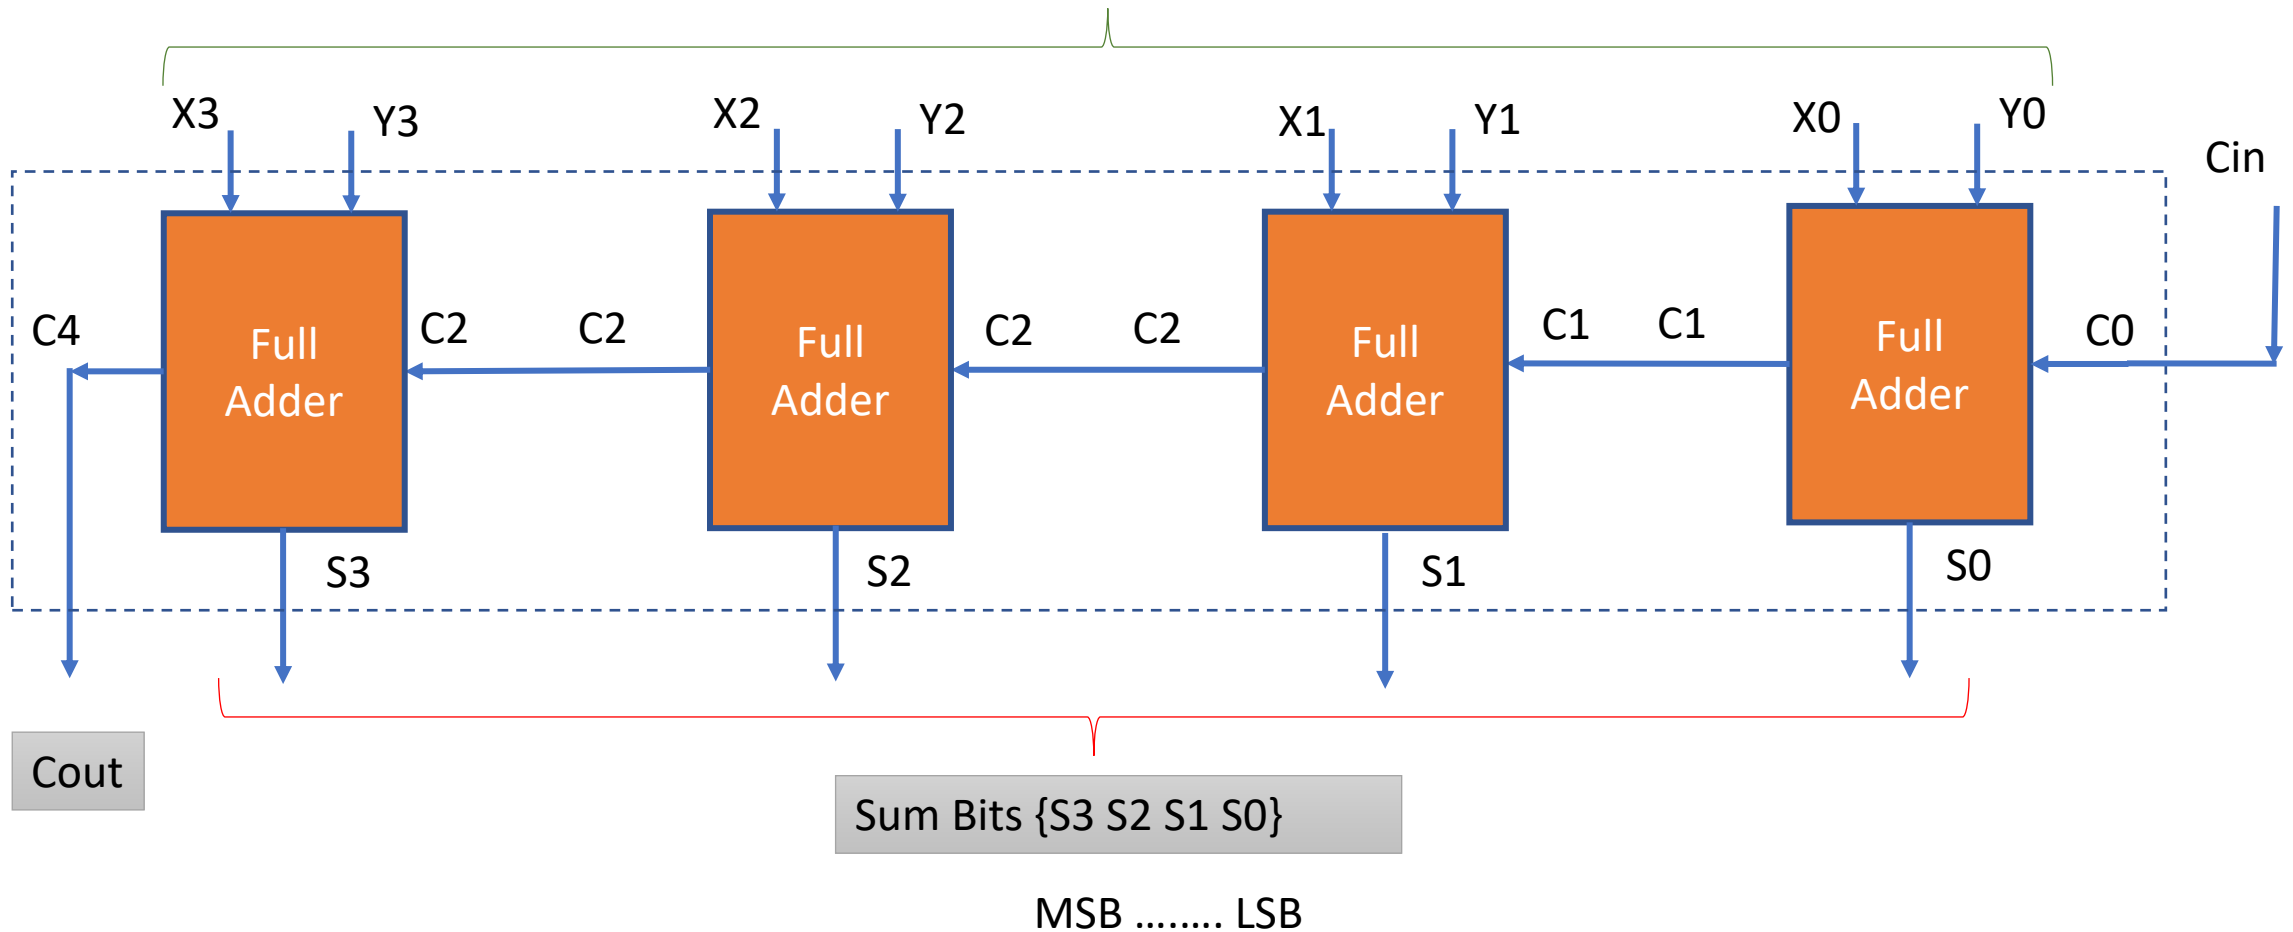 X3 Y3 X2 Y2 X1 Y1 X0 Y0
Cin
C4 C2 C2 C2 C2 C1 C1 C0
Full
Adder
Full
Adder
Full
Adder
Full
Adder
S3 S2 S1 S0
Cout
Sum Bits {S3 S2 S1 S0}
MSB ........ LSB